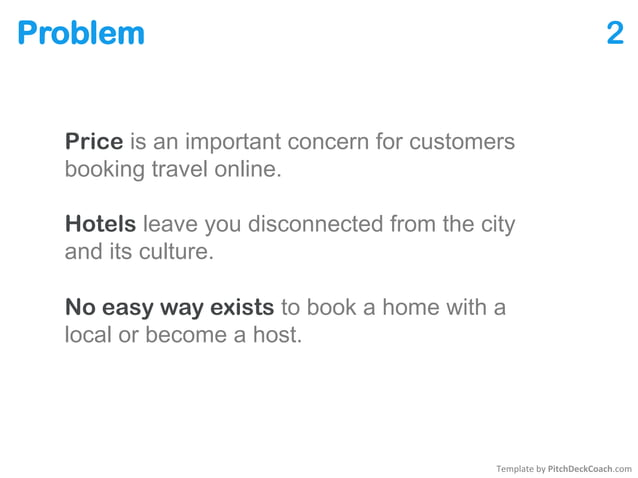 Problem
2
Price is an important concern for customers
booking travel online.
Hotels leave you disconnected from the city
and its culture.
No easy way exists to book a home with a
local or become a host.
Template by PitchDeckCoach.com